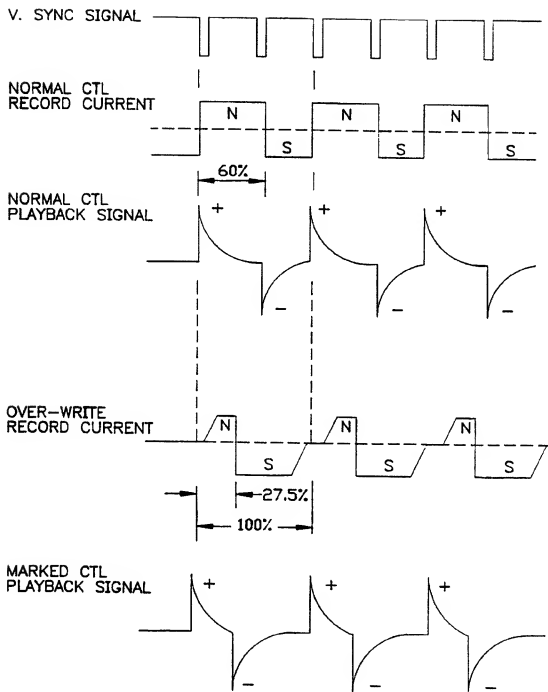 V. SYNC SIGNAL
NORMAL CTL
RECORD CURRENT
N N N
S S S
60%
NORMAL CTL
PLAYBACK SIGNAL
+ + +
− − −
OVER−WRITE
RECORD CURRENT
N N N
S S S
27.5%
100%
MARKED CTL
PLAYBACK SIGNAL
+ + +
− − −